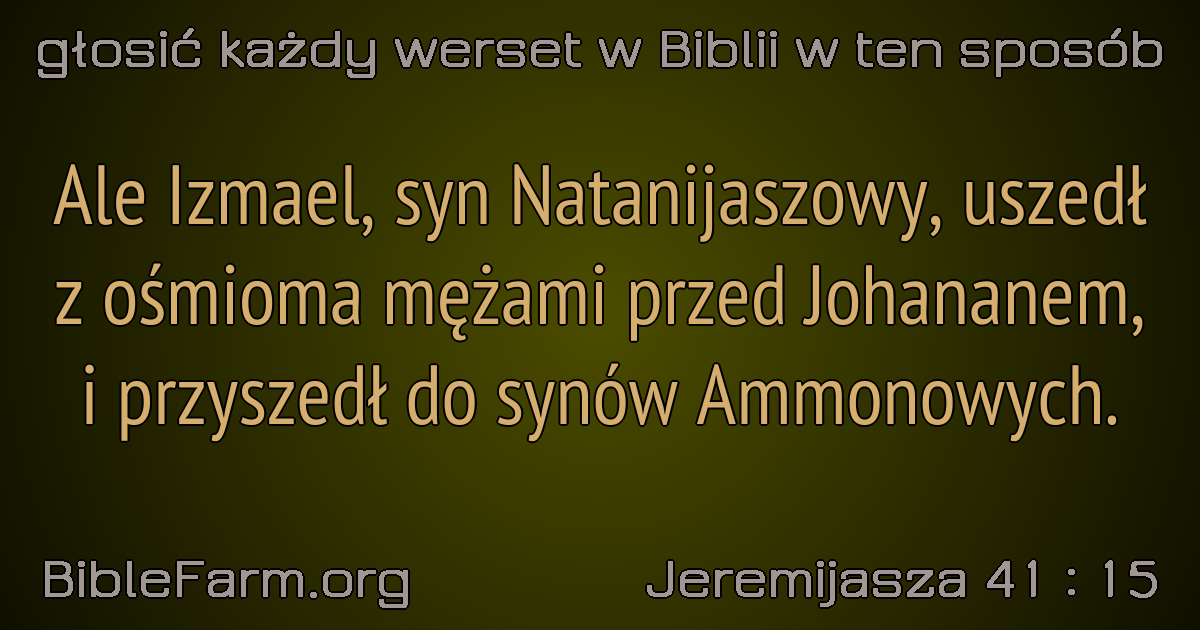 głosić każdy werset w Biblii w ten sposób
Ale Izmael, syn Natanijaszowy, uszedł
z ośmioma mężami przed Johananem,
i przyszedł do synów Ammonowych.
BibleFarm.org
Jeremijasza 41 : 15